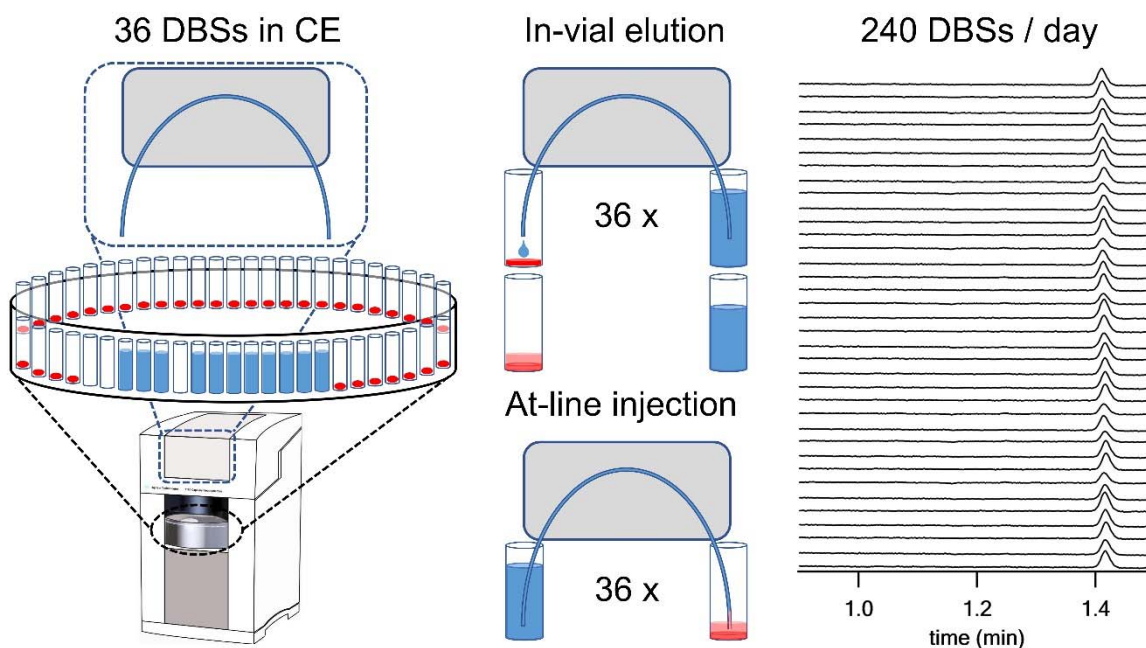 36 DBSs in CE
In-vial elution
36 x
At-line injection
36 x
240 DBSs / day
1.0 1.2 1.4
time (min)